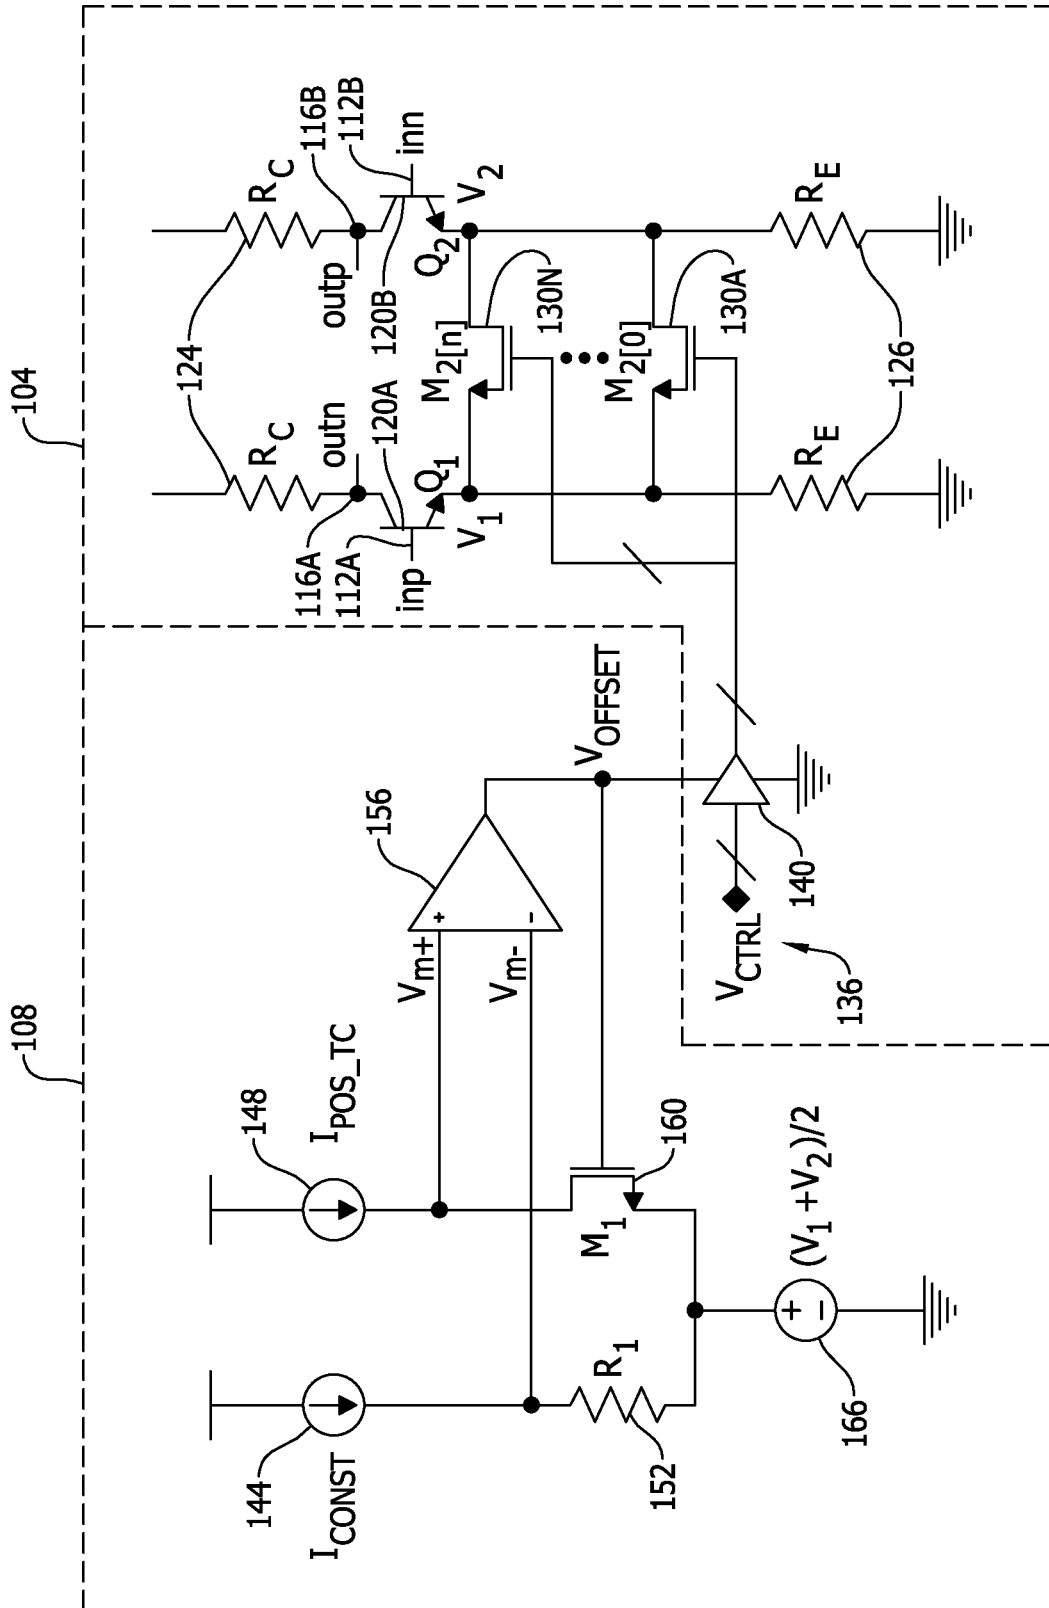 108
104
144
I_CONST
148
I_POS_TC
V_m+
V_m-
+
-
156
V_OFFSET
R_1
152
M_1
160
+
-
166
(V_1+V_2)/2
V_CTRL
136
140
124
R_C
R_C
outn
outp
116A
112A
inp
120A
Q_1
V_1
116B
112B
inn
120B
Q_2
V_2
M_2[n]
130N
M_2[0]
130A
R_E
R_E
126